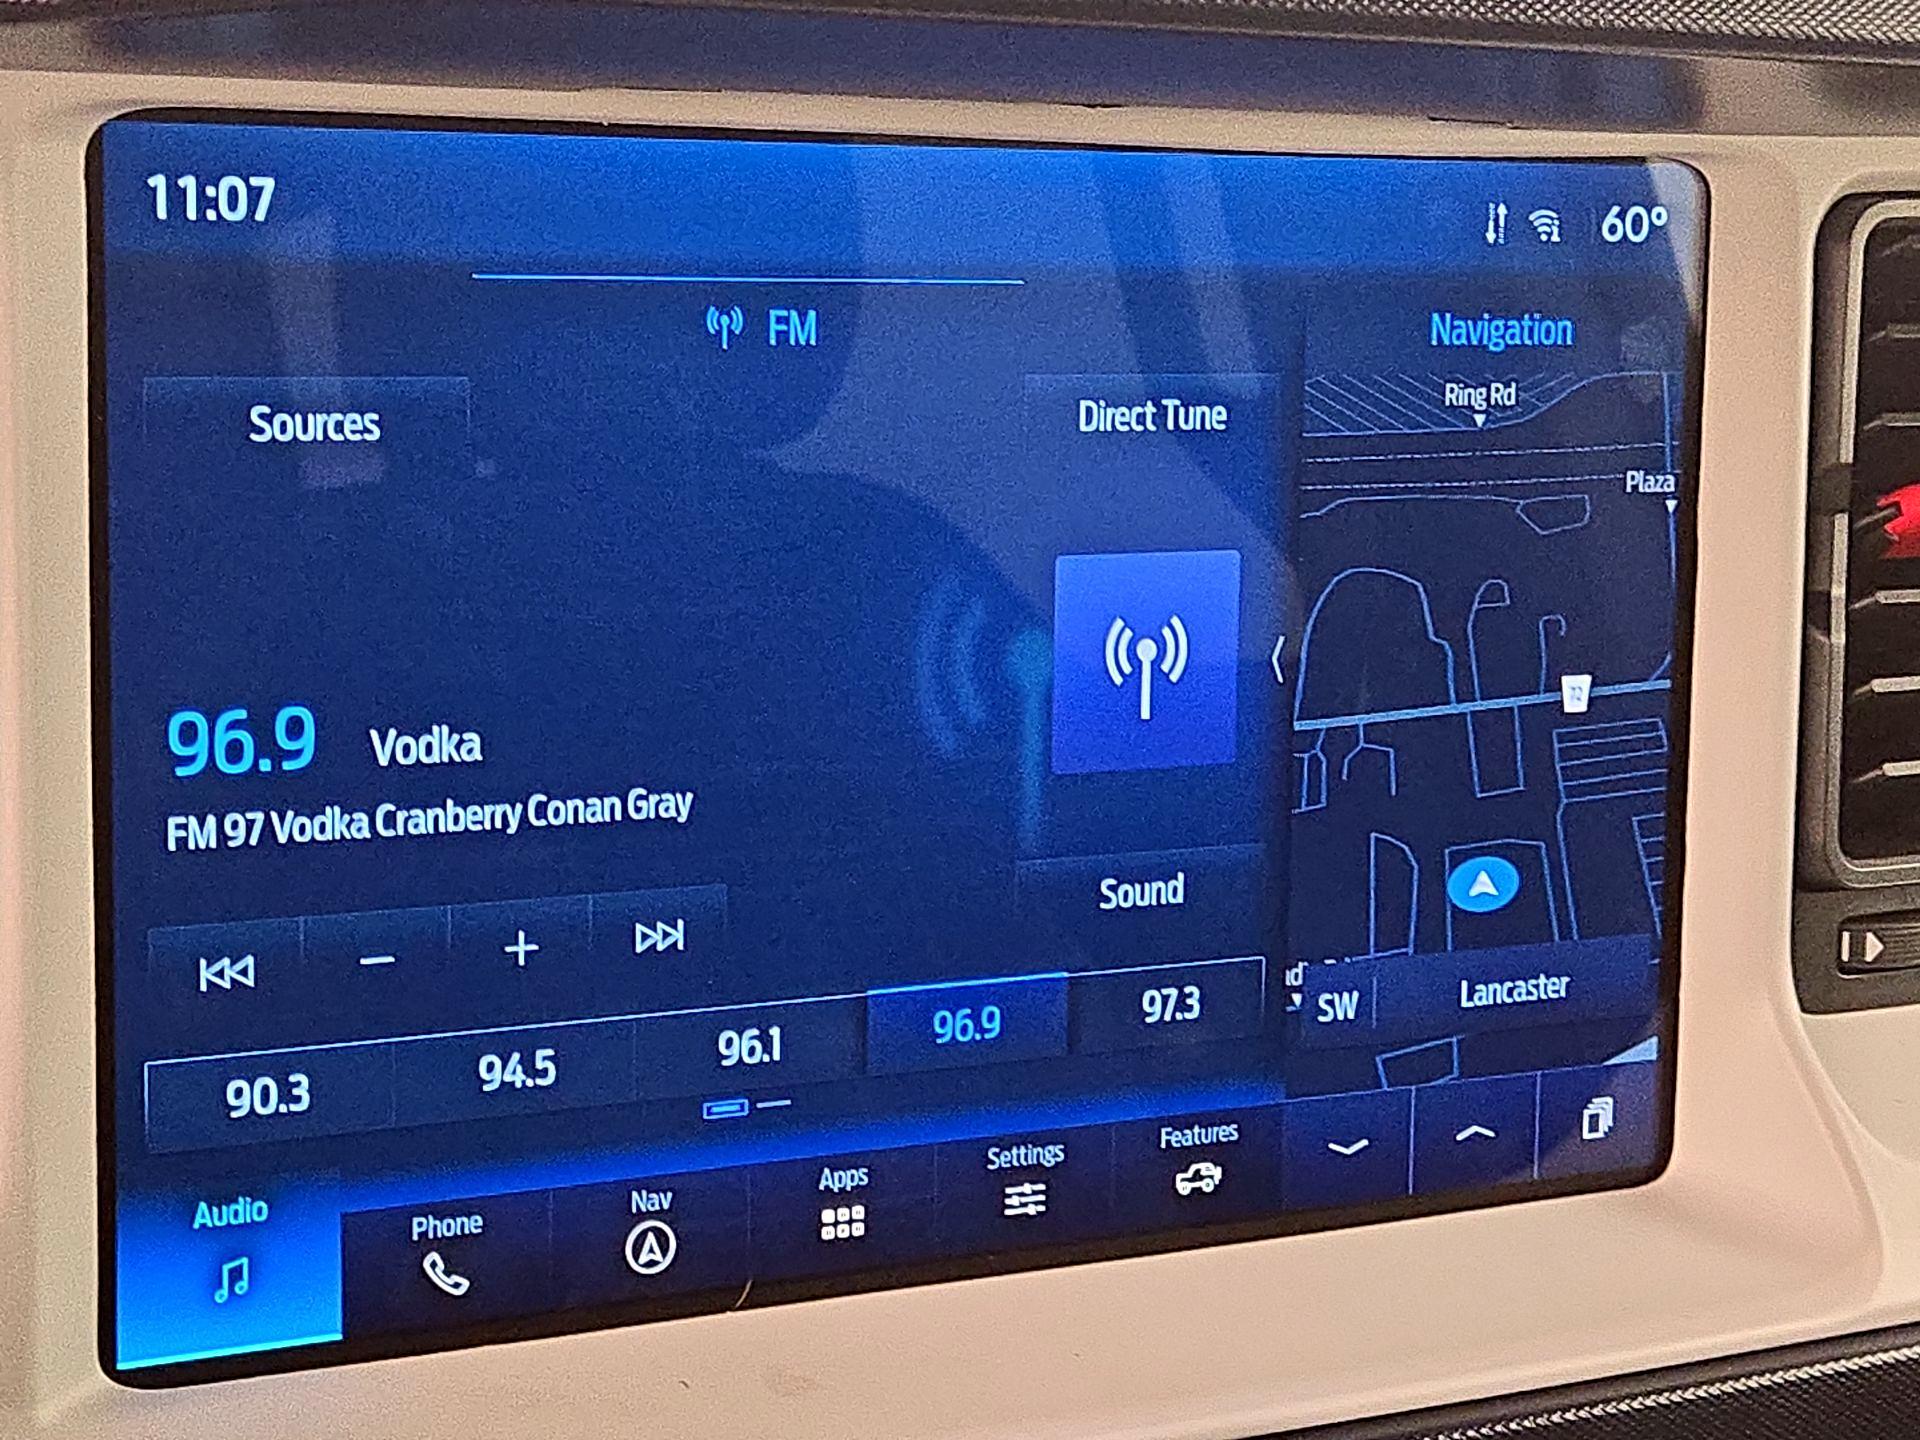 11:07
60°
FM
Navigation
Sources
Direct Tune
Ring Rd
Plaza
72
96.9 Vodka
FM 97 Vodka Cranberry Conan Gray
Sound
SW Lancaster
90.3 94.5 96.1 96.9 97.3
Audio Phone Nav Apps Settings Features